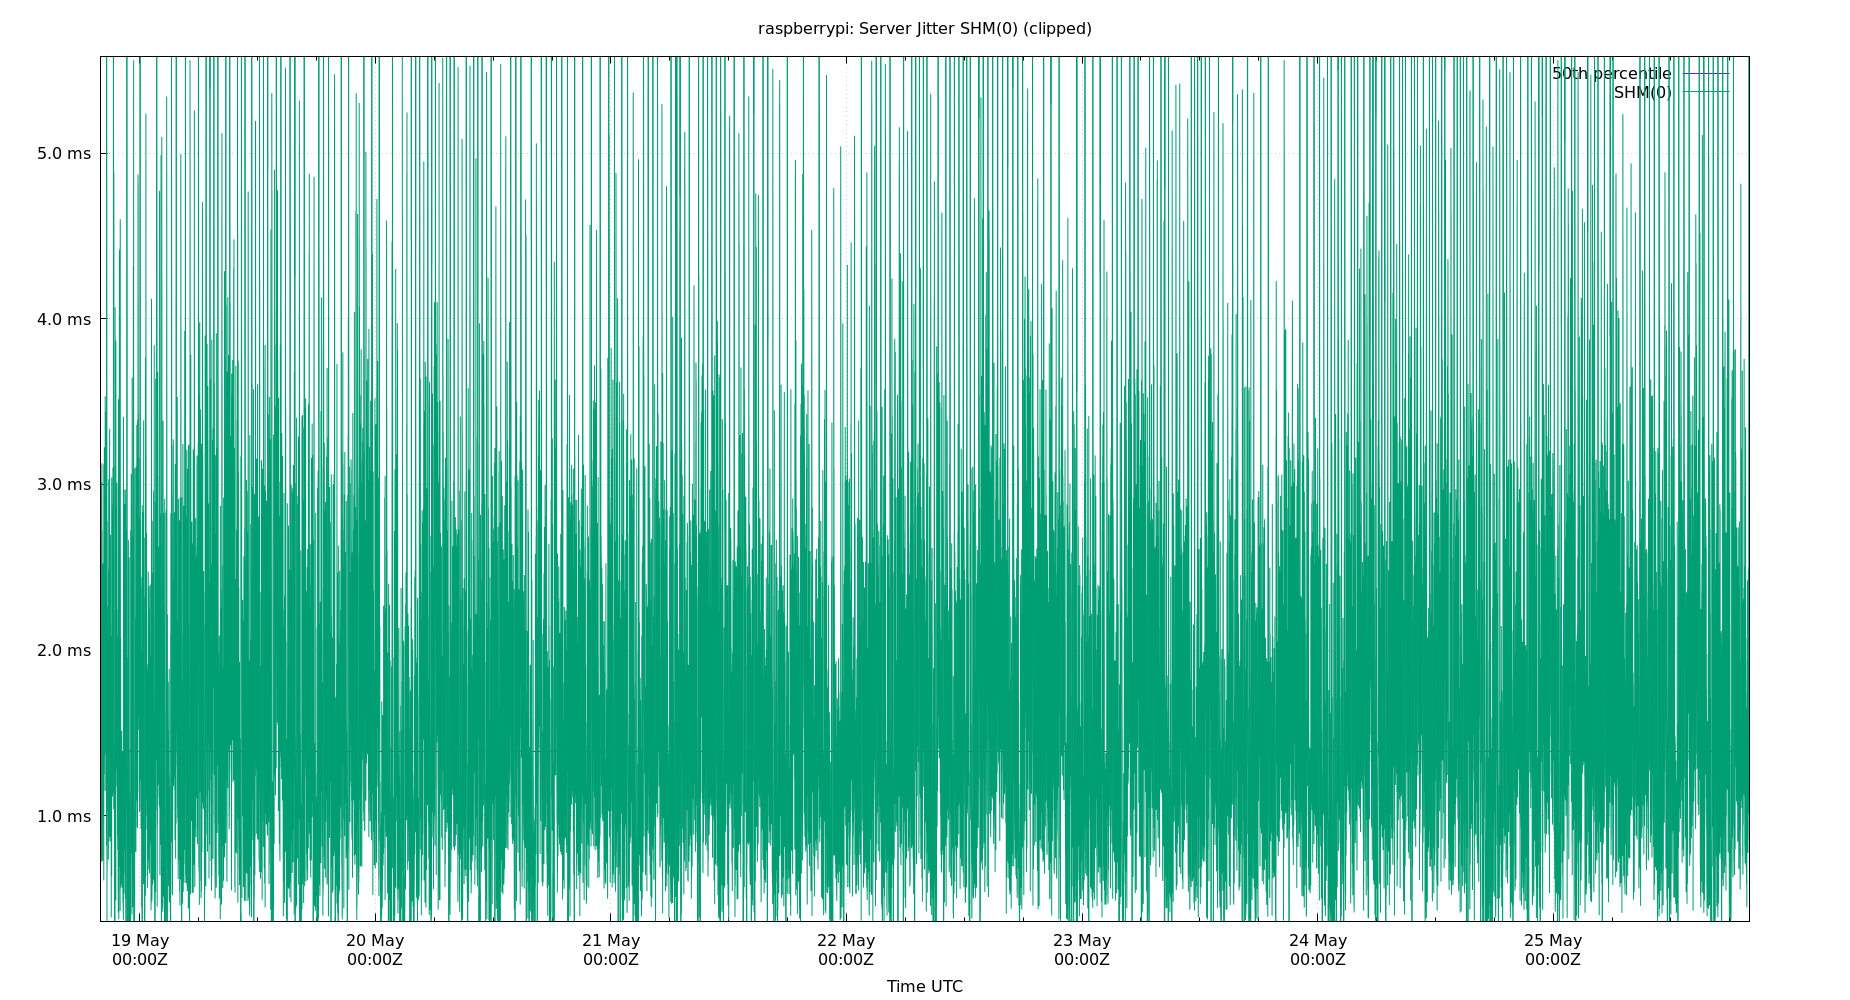 raspberrypi: Server Jitter SHM(0) (clipped)
50th percentile
SHM(0)
5.0 ms
4.0 ms
3.0 ms
2.0 ms
1.0 ms
19 May 20 May 21 May 22 May 23 May 24 May 25 May
00:00Z 00:00Z 00:00Z 00:00Z 00:00Z 00:00Z 00:00Z
Time UTC